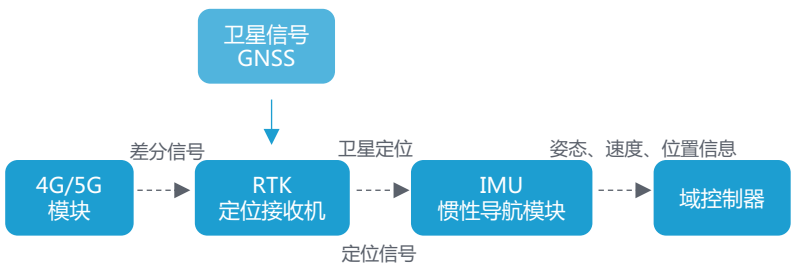 卫星信号
GNSS
差分信号
卫星定位
姿态、速度、位置信息
4G/5G
模块
RTK
定位接收机
IMU
惯性导航模块
域控制器
定位信号